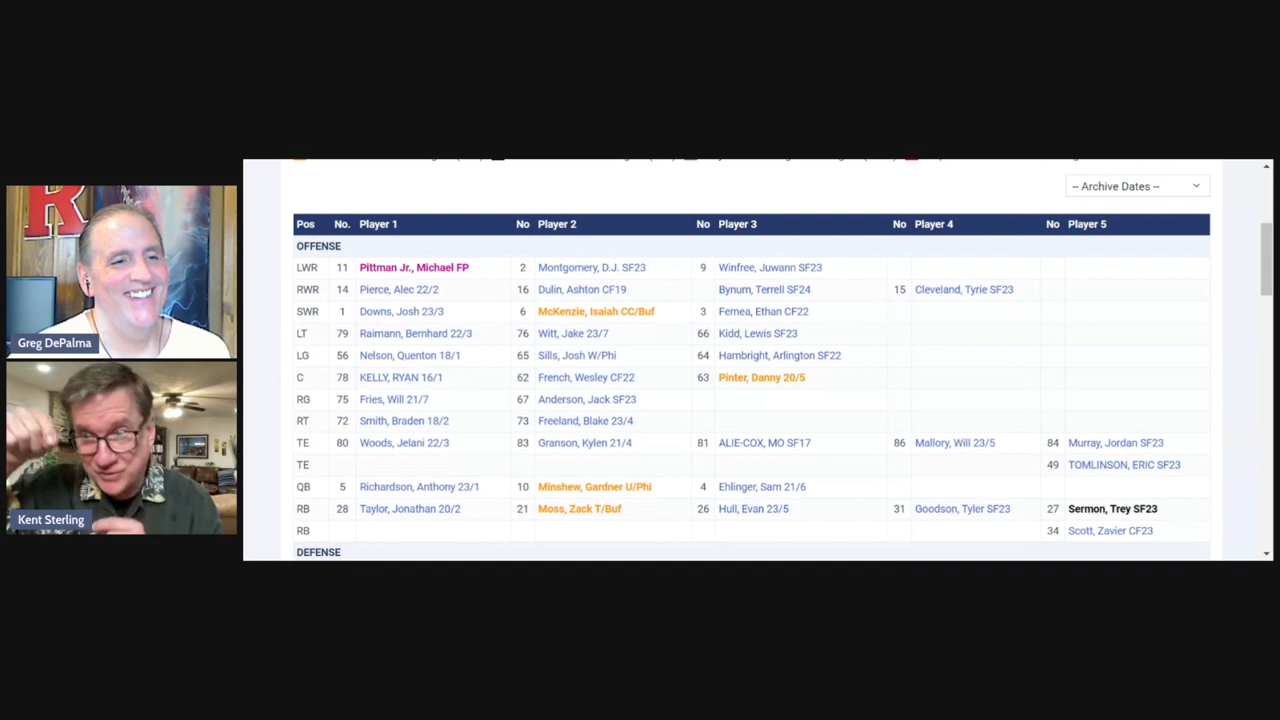 R
Greg DePalma
Kent Sterling
-- Archive Dates --
Pos No. Player 1 No Player 2 No Player 3 No Player 4 No Player 5
OFFENSE
LWR 11 Pittman Jr., Michael FP 2 Montgomery, D.J. SF23 9 Winfree, Juwann SF23
RWR 14 Pierce, Alec 22/2 16 Dulin, Ashton CF19 Bynum, Terrell SF24 15 Cleveland, Tyrie SF23
SWR 1 Downs, Josh 23/3 6 McKenzie, Isaiah CC/Buf 3 Fernea, Ethan CF22
LT 79 Raimann, Bernhard 22/3 76 Witt, Jake 23/7 66 Kidd, Lewis SF23
LG 56 Nelson, Quenton 18/1 65 Sills, Josh W/Phi 64 Hambright, Arlington SF22
C 78 KELLY, RYAN 16/1 62 French, Wesley CF22 63 Pinter, Danny 20/5
RG 75 Fries, Will 21/7 67 Anderson, Jack SF23
RT 72 Smith, Braden 18/2 73 Freeland, Blake 23/4
TE 80 Woods, Jelani 22/3 83 Granson, Kylen 21/4 81 ALIE-COX, MO SF17 86 Mallory, Will 23/5 84 Murray, Jordan SF23
TE 49 TOMLINSON, ERIC SF23
QB 5 Richardson, Anthony 23/1 10 Minshew, Gardner U/Phi 4 Ehlinger, Sam 21/6
RB 28 Taylor, Jonathan 20/2 21 Moss, Zack T/Buf 26 Hull, Evan 23/5 31 Goodson, Tyler SF23 27 Sermon, Trey SF23
RB 34 Scott, Zavier CF23
DEFENSE